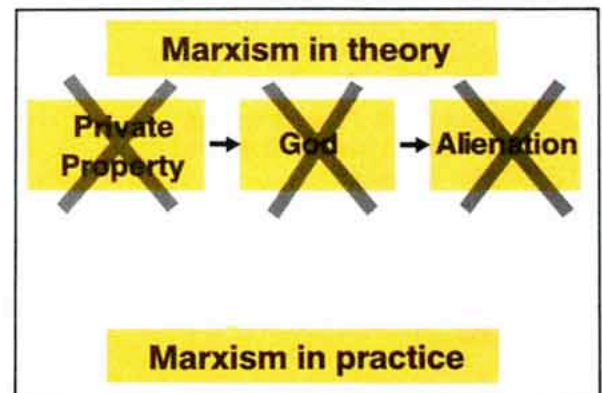 Marxism in theory
Private
Property
God
Alienation
Marxism in practice